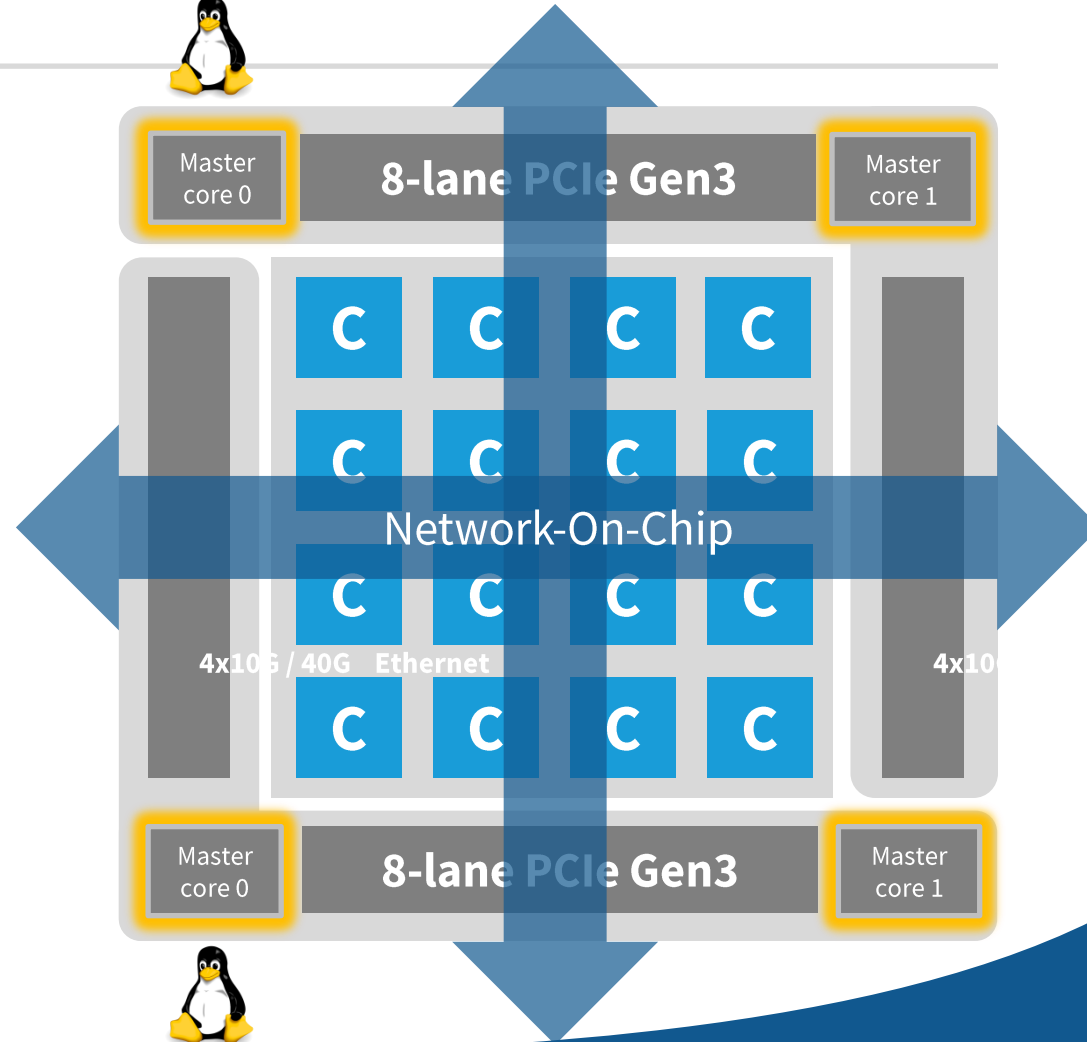 Master
core 0
8-lane PCIe Gen3
Master
core 1
C C C C
C C C C
Network-On-Chip
C C C C
4x10G / 40G Ethernet
4x10
C C C C
Master
core 0
8-lane PCIe Gen3
Master
core 1